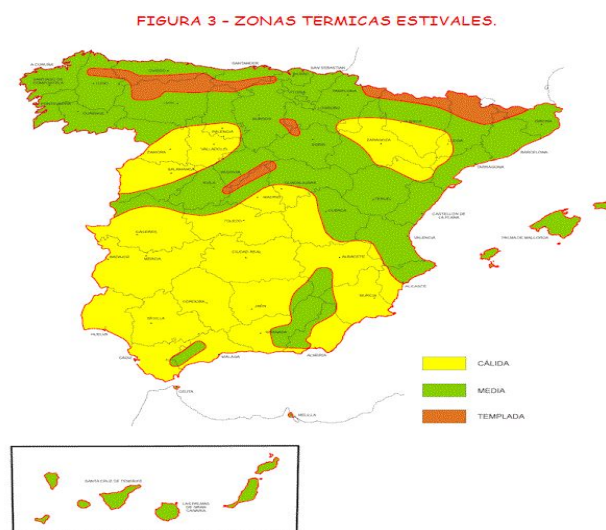 FIGURA 3 - ZONAS TERMICAS ESTIVALES.
A CORUÑA
SANTANDER
SAN SEBASTIAN
LUGO
BURGOS
PALENCIA
ZAMORA
VALLADOLID
ZARAGOZA
BARCELONA
TARRAGONA
SALAMANCA
SEGOVIA
SORIA
AVILA
GUADALAJARA
MADRID
TERUEL
CUENCA
CASTELLON DE
LA PLANA
PALMA DE MALLORCA
TOLEDO
VALENCIA
CACERES
BADAJOZ
MERIDA
CIUDAD REAL
ALBACETE
ALICANTE
MURCIA
CORDOBA
JAEN
SEVILLA
HUELVA
GRANADA
ALMERIA
MALAGA
CADIZ
CEUTA
MELILLA
CÁLIDA
MEDIA
TEMPLADA
SANTA CRUZ DE TENERIFE
LAS PALMAS
DE GRAN
CANARIA